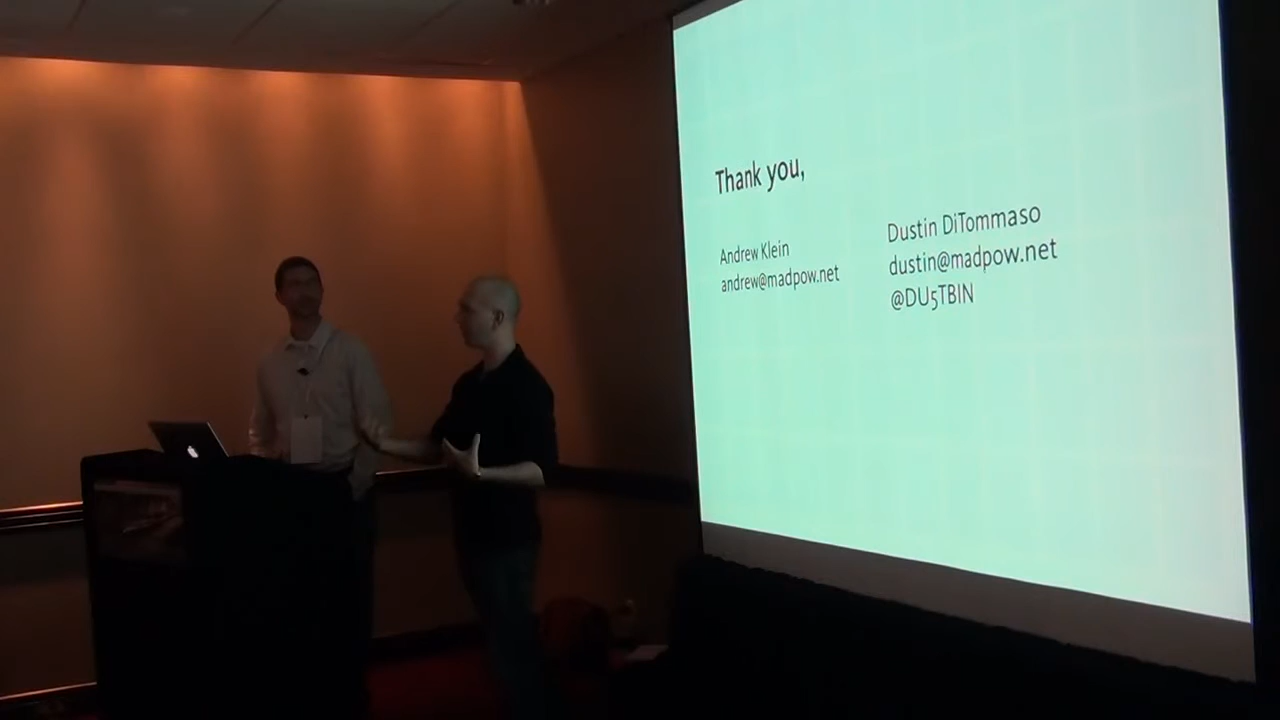 Thank you,
Andrew Klein
andrew@madpow.net
Dustin DiTommaso
dustin@madpow.net
@DU5TBIN